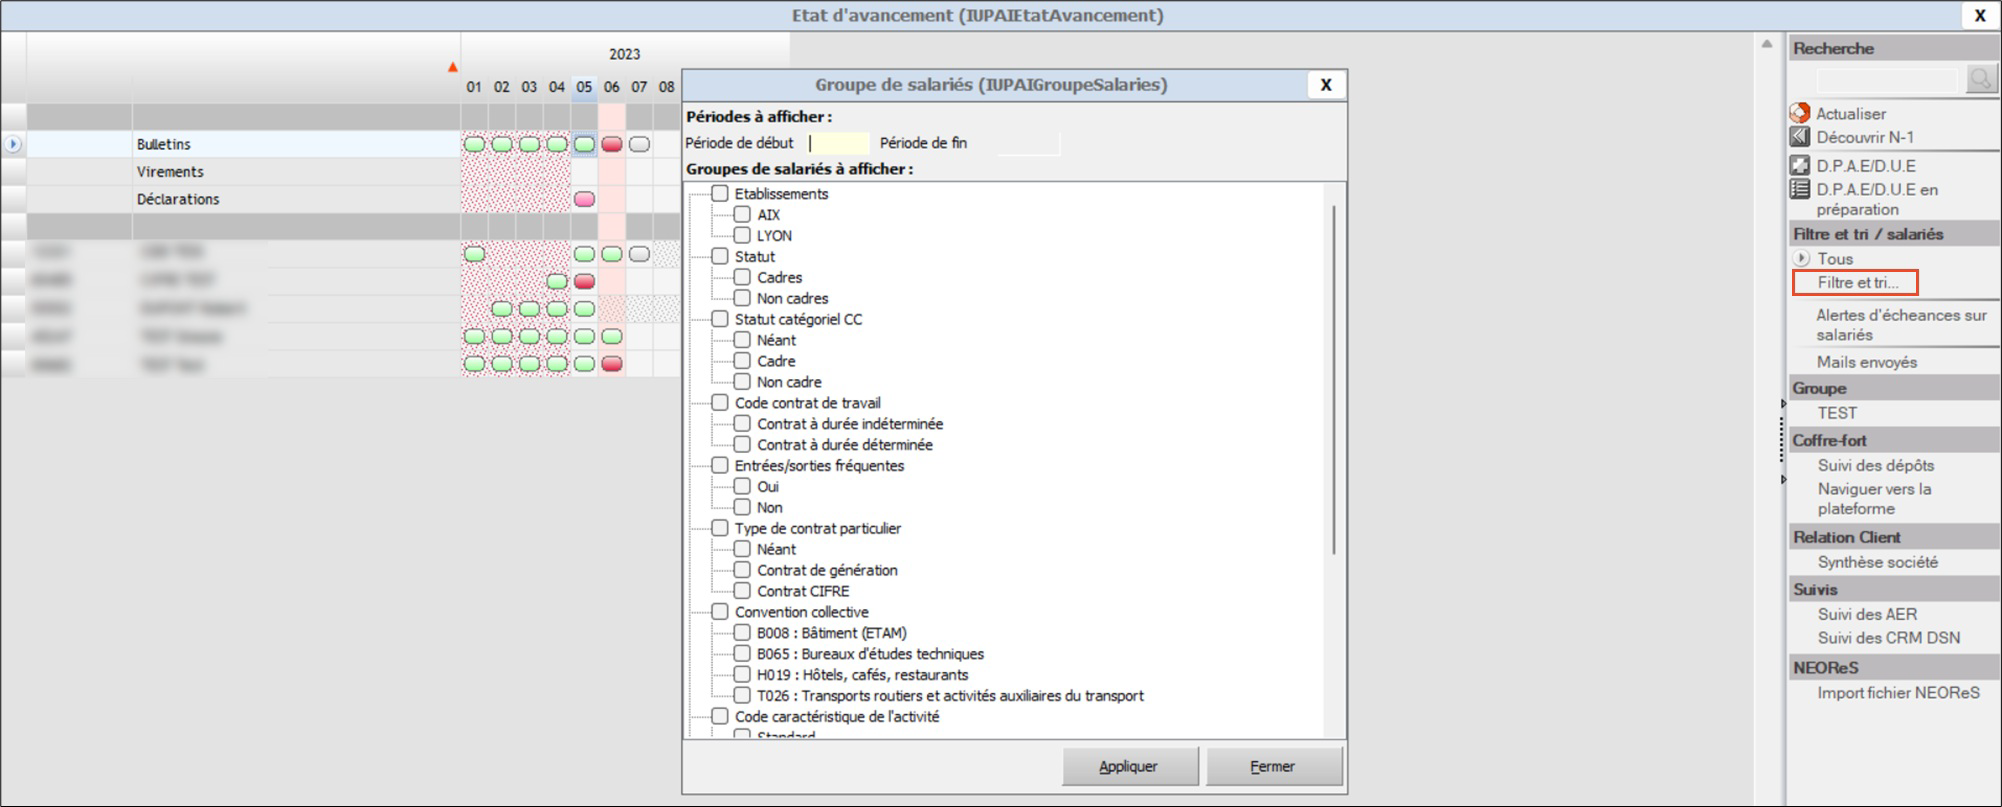 Etat d'avancement (IUPAIEtatAvancement)
X
2023
01 02 03 04 05 06 07 08
Bulletins
Virements
Déclarations
Groupe de salariés (IUPAIGroupeSalaries)
X
Périodes à afficher :
Période de début
Période de fin
Groupes de salariés à afficher :
Etablissements
AIX
LYON
Statut
Cadres
Non cadres
Statut catégoriel CC
Néant
Cadre
Non cadre
Code contrat de travail
Contrat à durée indéterminée
Contrat à durée déterminée
Entrées/sorties fréquentes
Oui
Non
Type de contrat particulier
Néant
Contrat de génération
Contrat CIFRE
Convention collective
B008 : Bâtiment (ETAM)
B065 : Bureaux d'études techniques
H019 : Hôtels, cafés, restaurants
T026 : Transports routiers et activités auxiliaires du transport
Code caractéristique de l'activité
Standard
Appliquer
Fermer
Recherche
Actualiser
Découvrir N-1
D.P.A.E/D.U.E
D.P.A.E/D.U.E en
préparation
Filtre et tri / salariés
Tous
Filtre et tri...
Alertes d'écheances sur
salariés
Mails envoyés
Groupe
TEST
Coffre-fort
Suivi des dépôts
Naviguer vers la
plateforme
Relation Client
Synthèse société
Suivis
Suivi des AER
Suivi des CRM DSN
NEOReS
Import fichier NEOReS